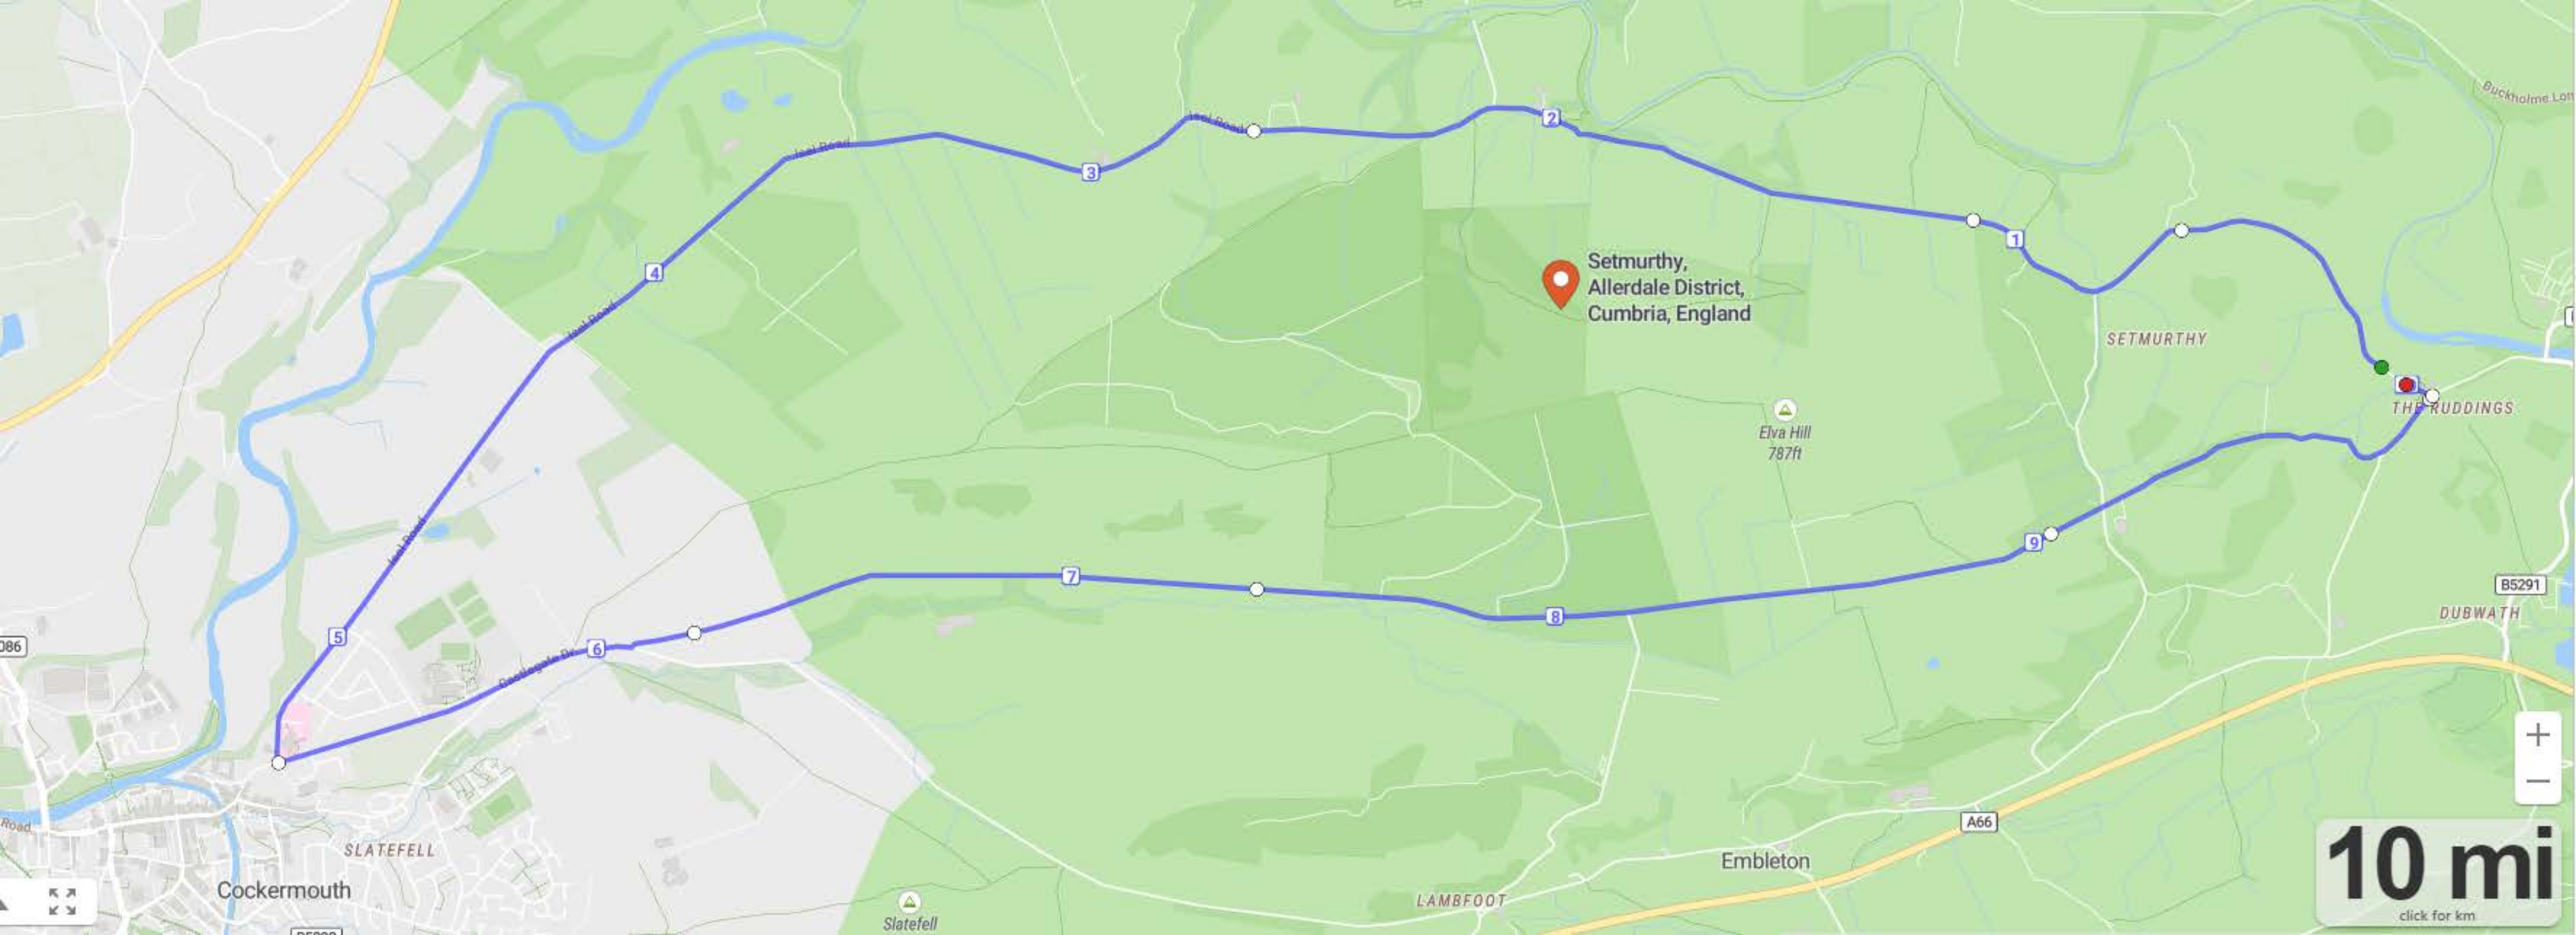 Buckholme Lon
Isel Road
2
Isel Road
3
1
4
Setmurthy,
Allerdale District,
Cumbria, England
Isel Road
SETMURTHY
THE RUDDINGS
Elva Hill
787ft
Isel Road
9
7
B5291
DUBWATH
8
5
086
6
Castlegate Dr.
+
−
A66
Road
SLATEFELL
Embleton
10 mi
click for km
Cockermouth
LAMBFOOT
Slatefell